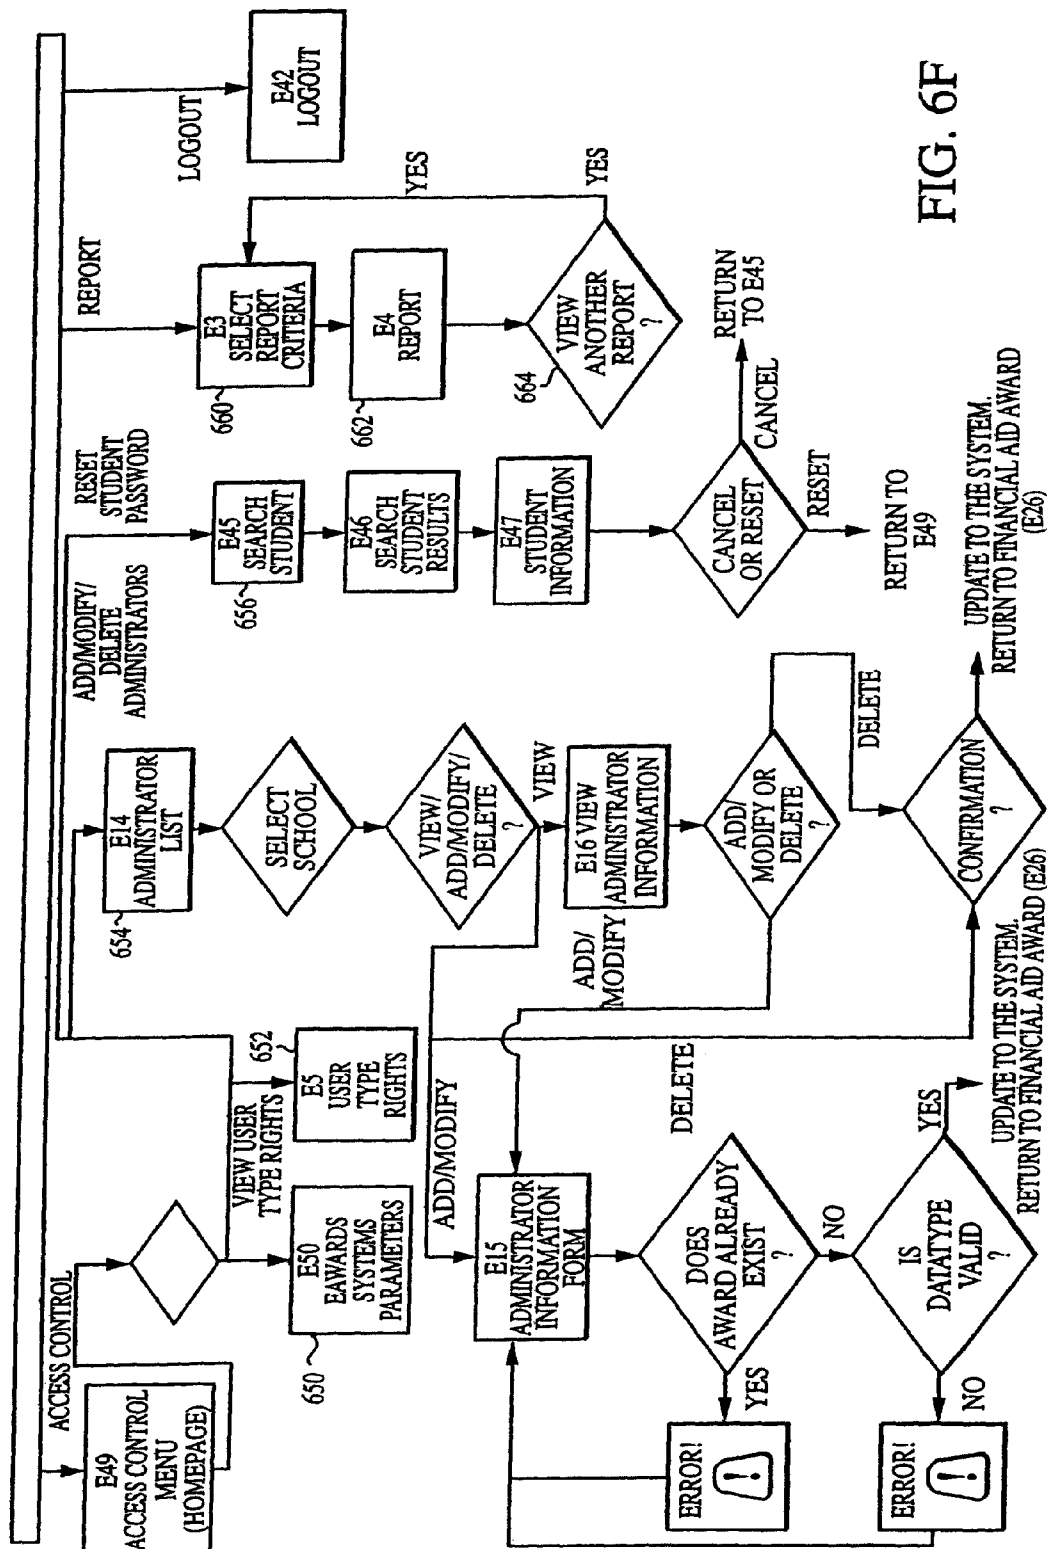 E49
ACCESS CONTROL
MENU
(HOMEPAGE)
ACCESS CONTROL
VIEW USER
TYPE RIGHTS
E50
EAWARDS
SYSTEMS
PARAMETERS
650
E5
USER
TYPE
RIGHTS
652
ADD/MODIFY/
DELETE
ADMINISTRATORS
E14
ADMINISTRATOR
LIST
654
SELECT
SCHOOL
VIEW/
ADD/MODIFY/
DELETE
?
VIEW
E16 VIEW
ADMINISTRATOR
INFORMATION
ADD/
MODIFY
ADD/
MODIFY OR
DELETE
?
DELETE
CONFIRMATION
?
UPDATE TO THE SYSTEM.
RETURN TO FINANCIAL AID AWARD
(E26)
ADD/MODIFY
DELETE
E15
ADMINISTRATOR
INFORMATION
FORM
DOES
AWARD ALREADY
EXIST
?
YES
ERROR!
!
NO
IS
DATATYPE
VALID
?
NO
ERROR!
!
YES
UPDATE TO THE SYSTEM.
RETURN TO FINANCIAL AID AWARD (E26)
RESET
STUDENT
PASSWORD
E45
SEARCH
STUDENT
656
E46
SEARCH
STUDENT
RESULTS
E47
STUDENT
INFORMATION
CANCEL
OR RESET
CANCEL
RETURN
TO E45
RESET
RETURN TO
E49
REPORT
E3
SELECT
REPORT
CRITERIA
660
E4
REPORT
662
VIEW
ANOTHER
REPORT
?
664
YES
YES
LOGOUT
E42
LOGOUT
FIG. 6F